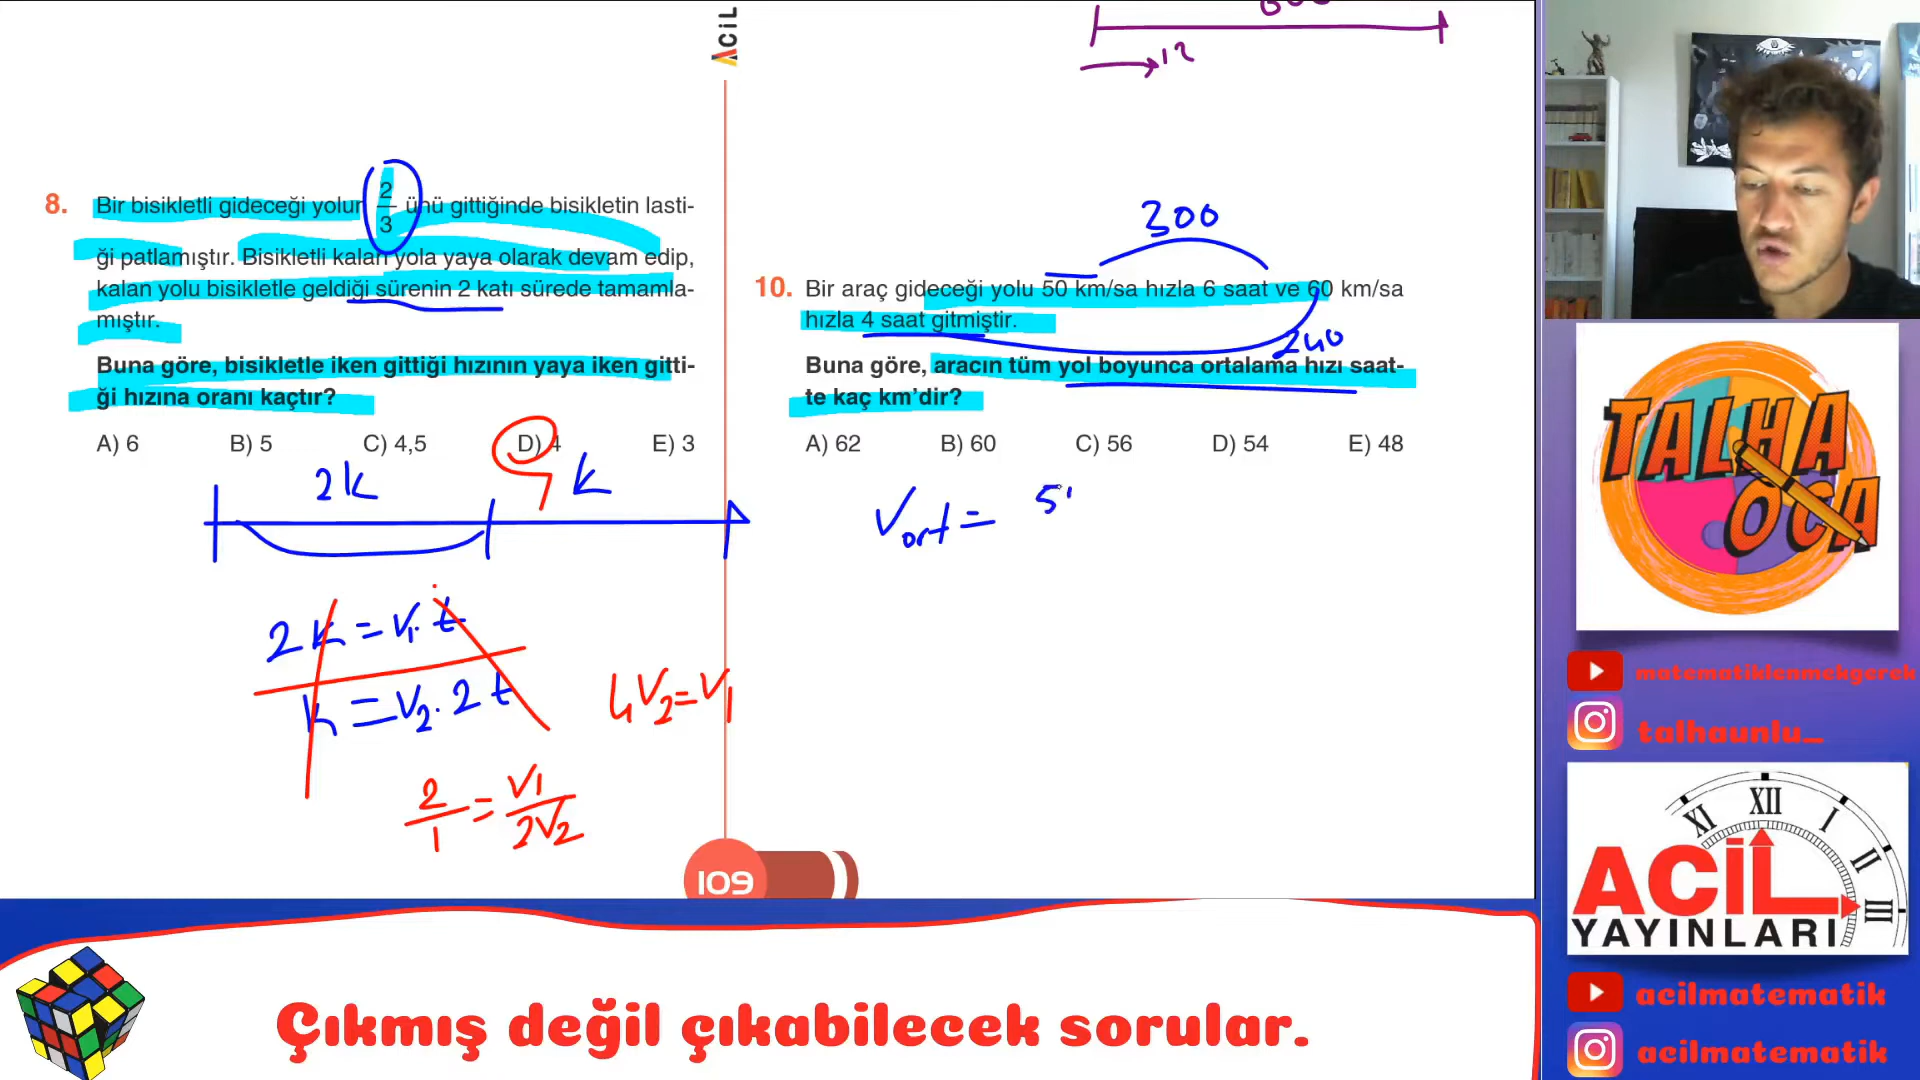 ACİL
12
8. Bir bisikletli gideceği yolun 2/3 ünü gittiğinde bisikletin lasti-
ği patlamıştır. Bisikletli kalan yola yaya olarak devam edip,
kalan yolu bisikletle geldiği sürenin 2 katı sürede tamamla-
mıştır.
Buna göre, bisikletle iken gittiği hızının yaya iken gitti-
ği hızına oranı kaçtır?
A) 6 B) 5 C) 4,5 D) 4 E) 3
2k k
2k = V1 . t
k = V2 . 2t
4V2 = V1
2/1 = V1/2V2
300
10. Bir araç gideceği yolu 50 km/sa hızla 6 saat ve 60 km/sa
hızla 4 saat gitmiştir.
240
Buna göre, aracın tüm yol boyunca ortalama hızı saat-
te kaç km'dir?
A) 62 B) 60 C) 56 D) 54 E) 48
Vort = 5
109
TALHA
OCA
matematiklenmekgerek
talhaunlu_
XI XII I II III
ACİL
YAYINLARI
acilmatematik
acilmatematik
Çıkmış değil çıkabilecek sorular.